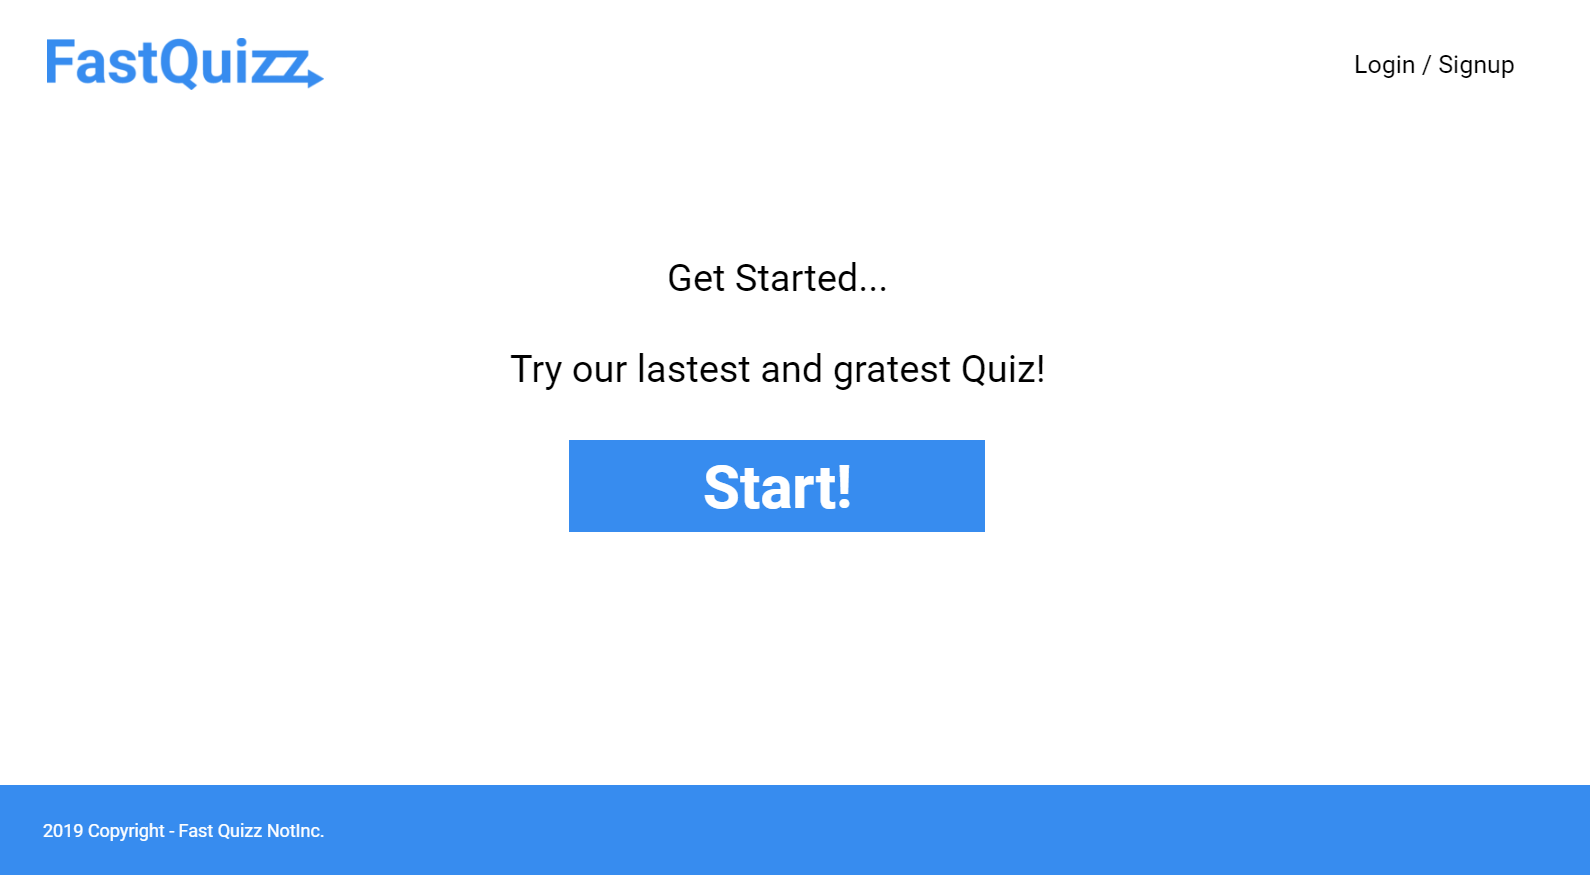 FastQuizz
Login / Signup
Get Started...
Try our lastest and gratest Quiz!
Start!
2019 Copyright - Fast Quizz NotInc.